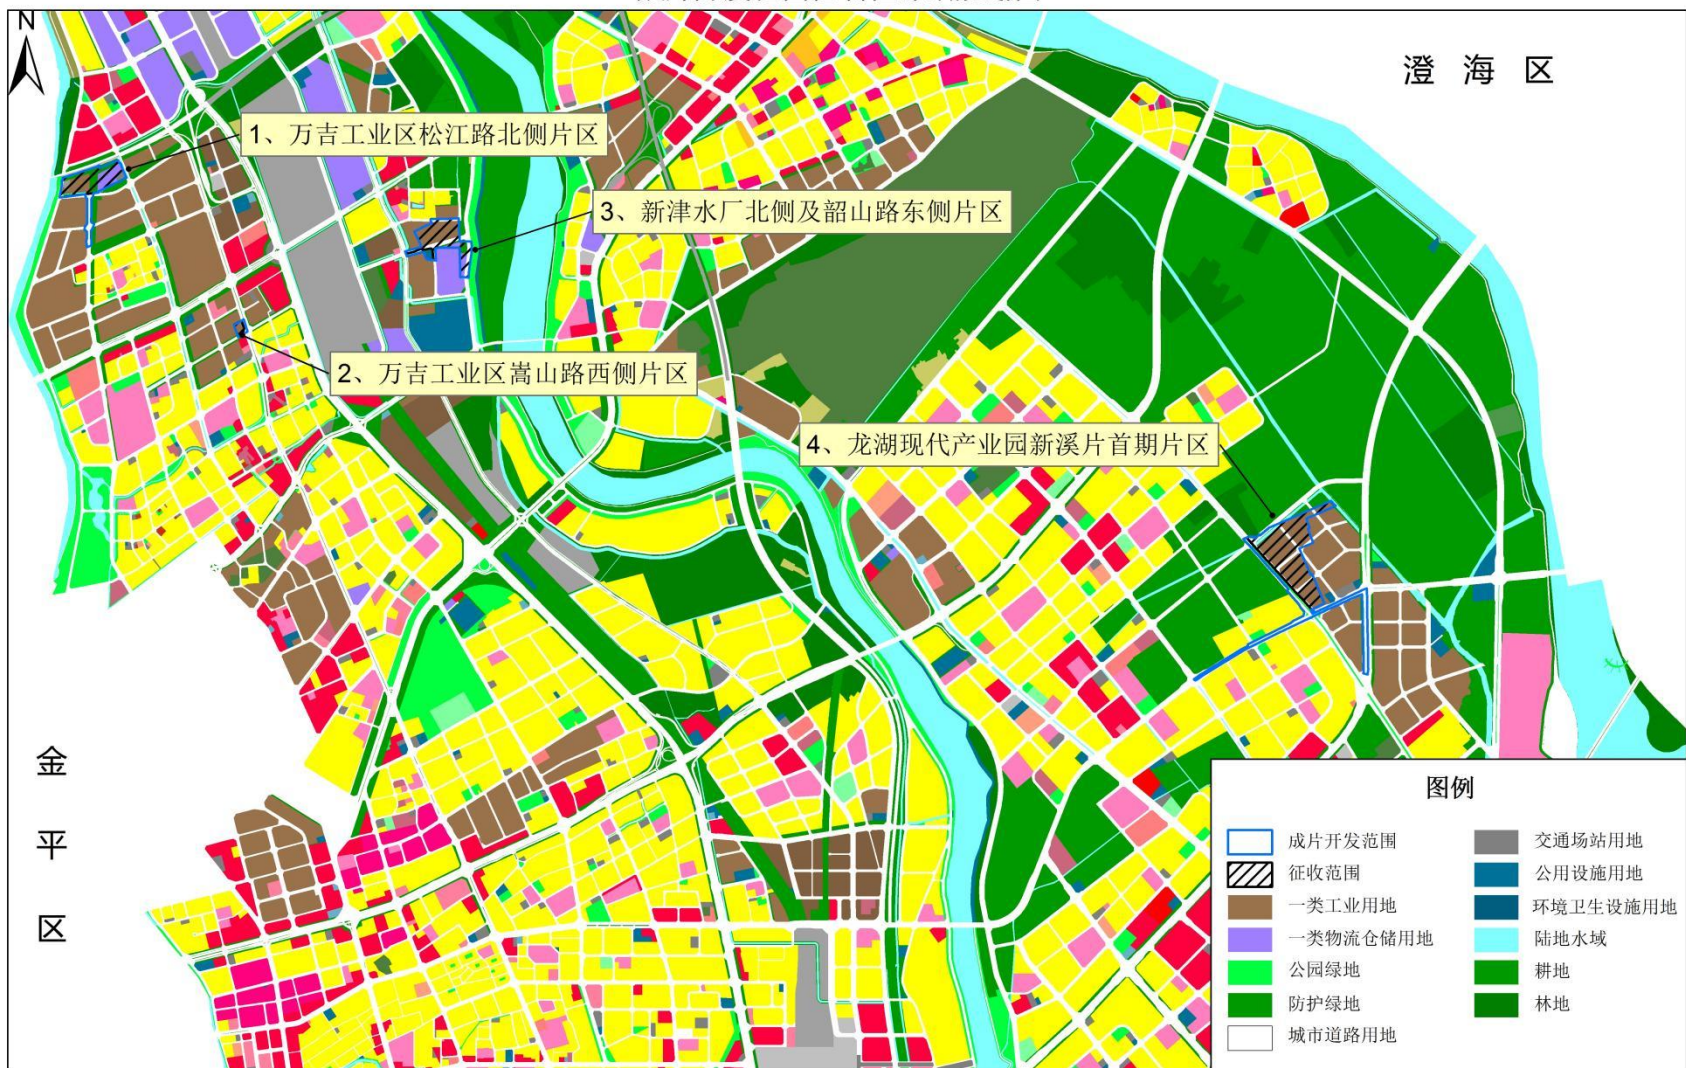 N
澄海区
1、万吉工业区松江路北侧片区
3、新津水厂北侧及韶山路东侧片区
2、万吉工业区嵩山路西侧片区
4、龙湖现代产业园新溪片首期片区
金平区
图例
成片开发范围
征收范围
一类工业用地
一类物流仓储用地
公园绿地
防护绿地
城市道路用地
交通场站用地
公用设施用地
环境卫生设施用地
陆地水域
耕地
林地